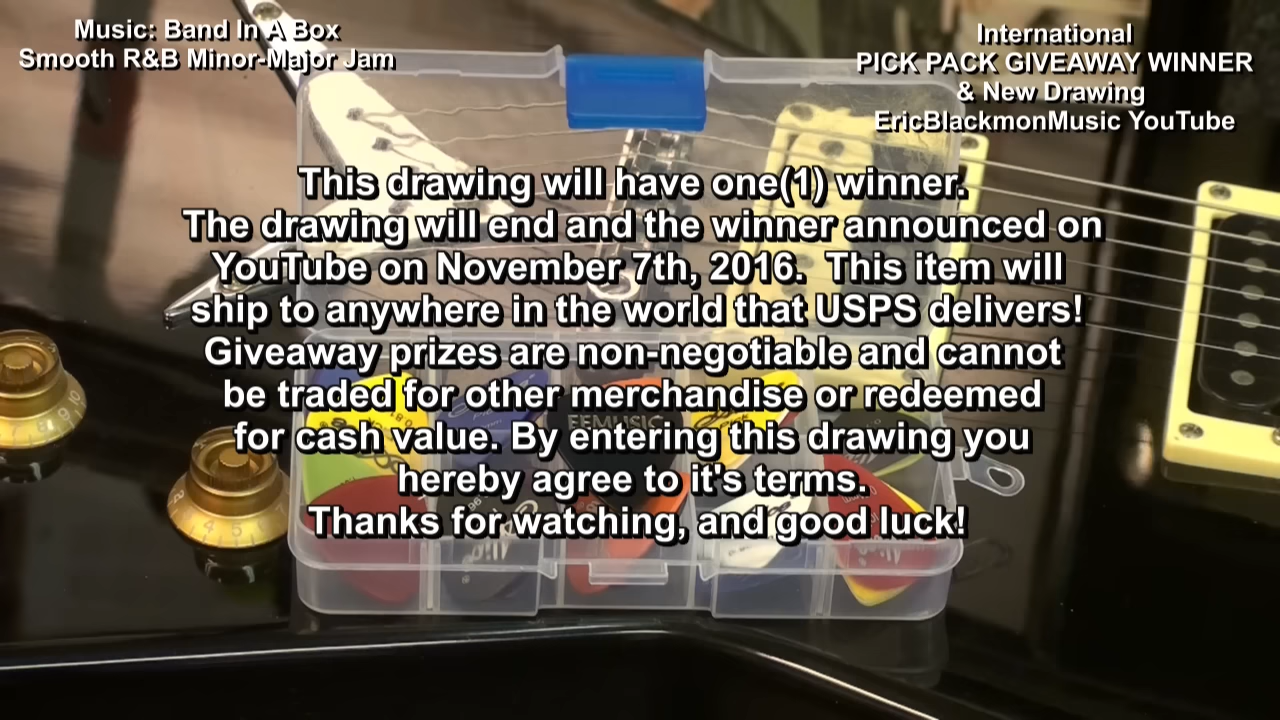 Music: Band In A Box
Smooth R&B Minor-Major Jam
International
PICK PACK GIVEAWAY WINNER
& New Drawing
EricBlackmonMusic YouTube
This drawing will have one(1) winner.
The drawing will end and the winner announced on
YouTube on November 7th, 2016.  This item will
ship to anywhere in the world that USPS delivers!
Giveaway prizes are non-negotiable and cannot
be traded for other merchandise or redeemed
for cash value. By entering this drawing you
hereby agree to it's terms.
Thanks for watching, and good luck!